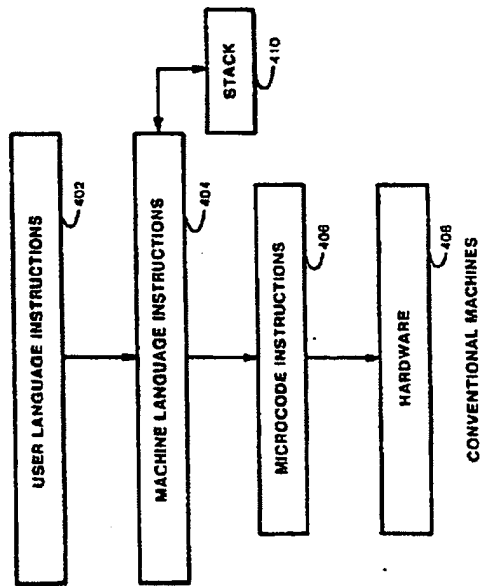 USER LANGUAGE INSTRUCTIONS
402
MACHINE LANGUAGE INSTRUCTIONS
404
STACK
410
MICROCODE INSTRUCTIONS
406
HARDWARE
408
CONVENTIONAL MACHINES